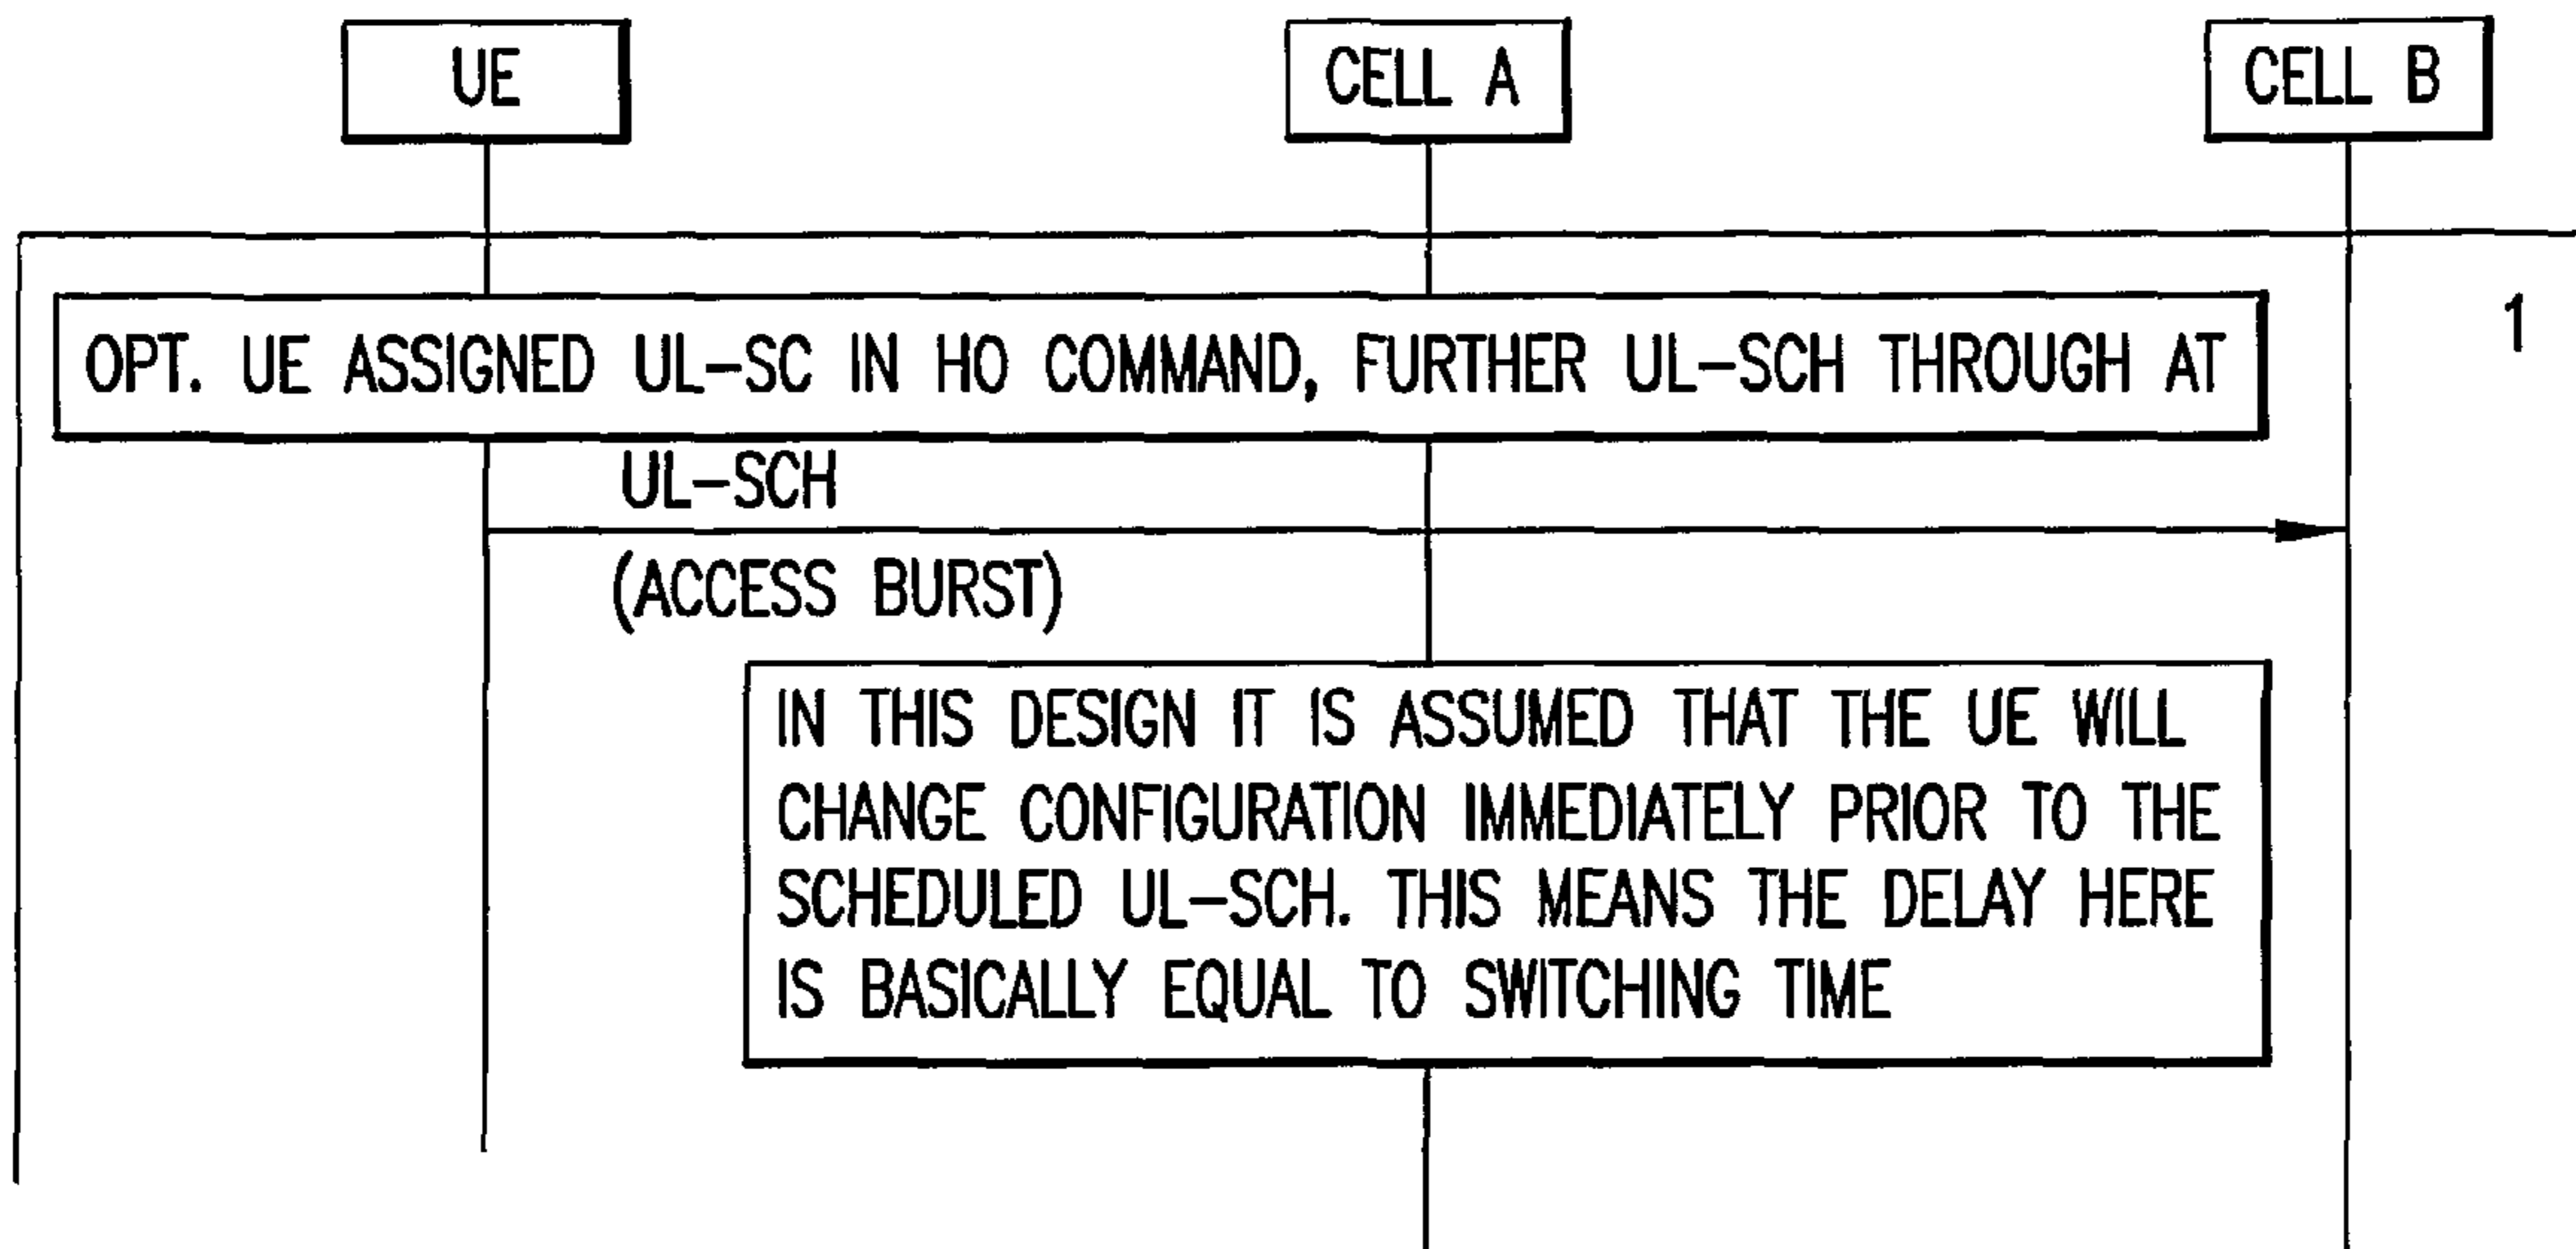 UE
CELL A
CELL B
1
OPT. UE ASSIGNED UL-SC IN HO COMMAND, FURTHER UL-SCH THROUGH AT
UL-SCH
(ACCESS BURST)
IN THIS DESIGN IT IS ASSUMED THAT THE UE WILL
CHANGE CONFIGURATION IMMEDIATELY PRIOR TO THE
SCHEDULED UL-SCH. THIS MEANS THE DELAY HERE
IS BASICALLY EQUAL TO SWITCHING TIME